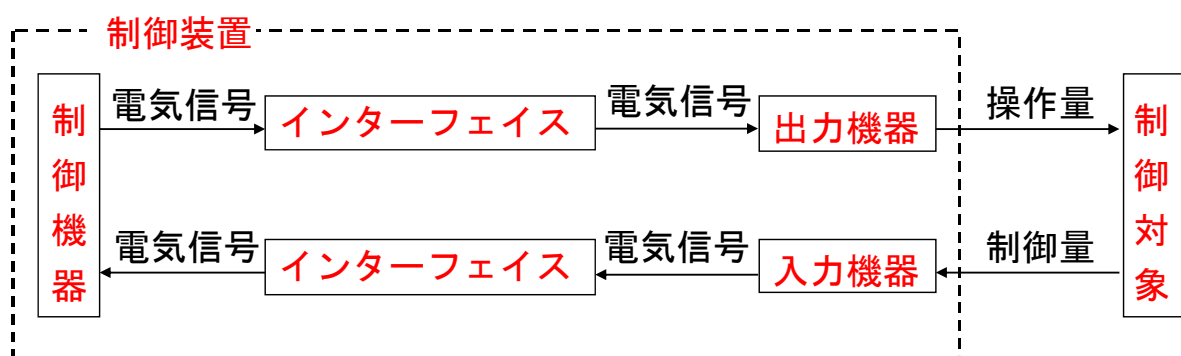 制御装置
制御機器
電気信号
インターフェイス
電気信号
出力機器
操作量
制御対象
電気信号
インターフェイス
電気信号
入力機器
制御量